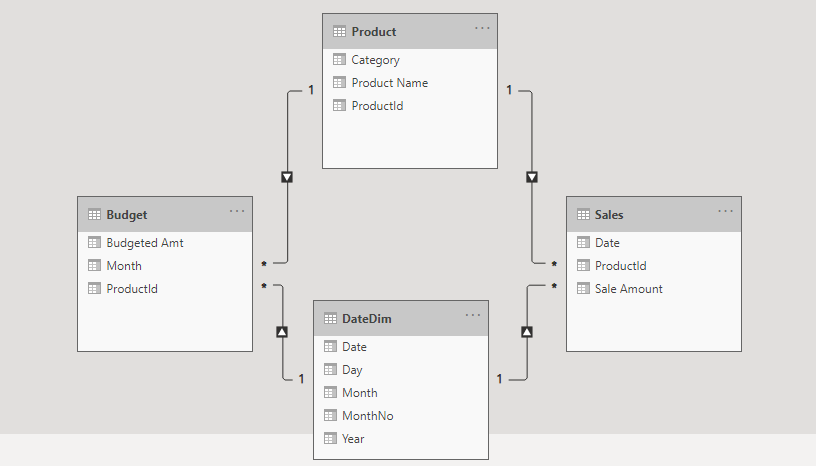 Product
Category
Product Name
ProductId
1
1
Budget
Budgeted Amt
Month
ProductId
*
*
Sales
Date
ProductId
Sale Amount
*
*
DateDim
Date
Day
Month
MonthNo
Year
1
1